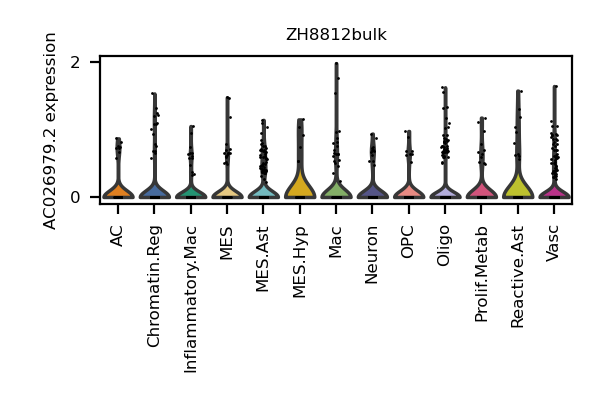 ZH8812bulk
AC026979.2 expression
2
0
AC
Chromatin.Reg
Inflammatory.Mac
MES
MES.Ast
MES.Hyp
Mac
Neuron
OPC
Oligo
Prolif.Metab
Reactive.Ast
Vasc